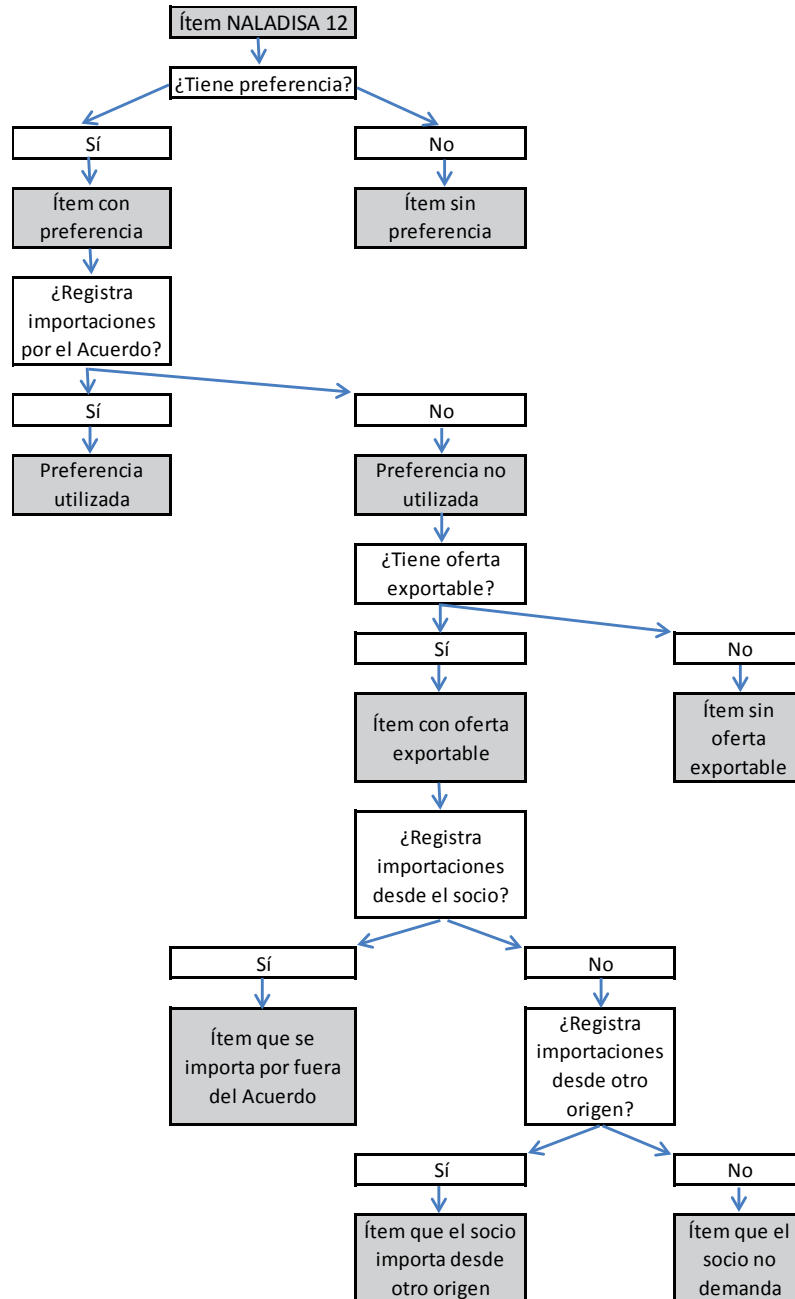 Ítem NALADISA 12
¿Tiene preferencia?
Sí
No
Ítem con
preferencia
Ítem sin
preferencia
¿Registra
importaciones
por el Acuerdo?
Sí
No
Preferencia
utilizada
Preferencia no
utilizada
¿Tiene oferta
exportable?
Sí
No
Ítem con oferta
exportable
Ítem sin
oferta
exportable
¿Registra
importaciones
desde el socio?
Sí
No
Ítem que se
importa por fuera
del Acuerdo
¿Registra
importaciones
desde otro
origen?
Sí
No
Ítem que el socio
importa desde
otro origen
Ítem que el
socio no
demanda